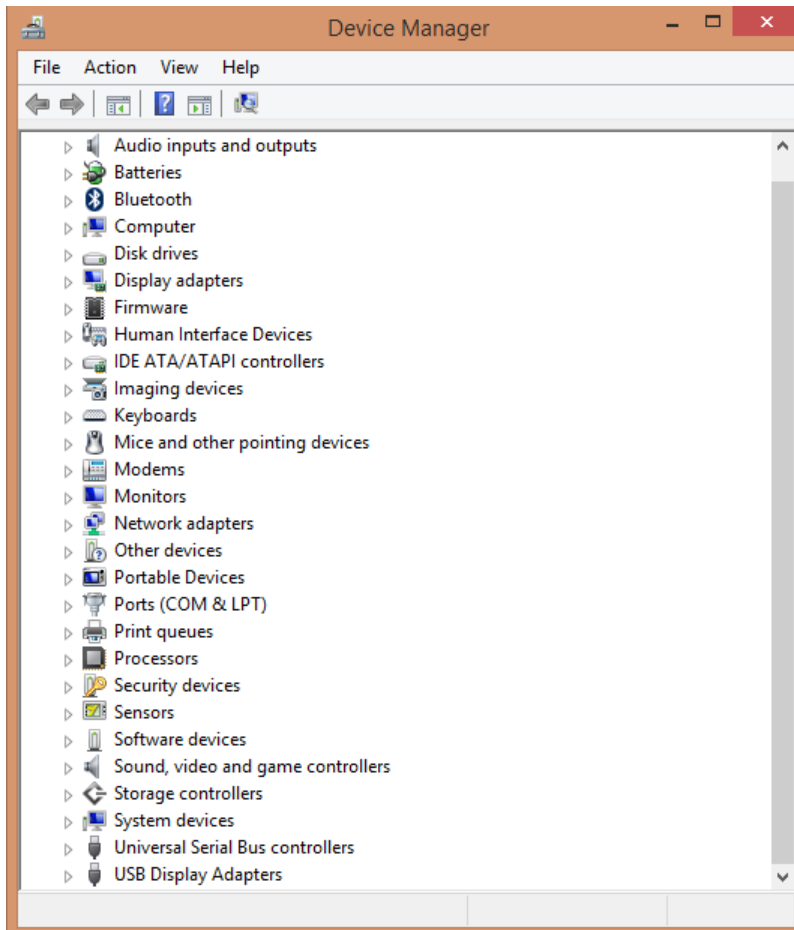 Device Manager
File Action View Help
Audio inputs and outputs
Batteries
Bluetooth
Computer
Disk drives
Display adapters
Firmware
Human Interface Devices
IDE ATA/ATAPI controllers
Imaging devices
Keyboards
Mice and other pointing devices
Modems
Monitors
Network adapters
Other devices
Portable Devices
Ports (COM & LPT)
Print queues
Processors
Security devices
Sensors
Software devices
Sound, video and game controllers
Storage controllers
System devices
Universal Serial Bus controllers
USB Display Adapters